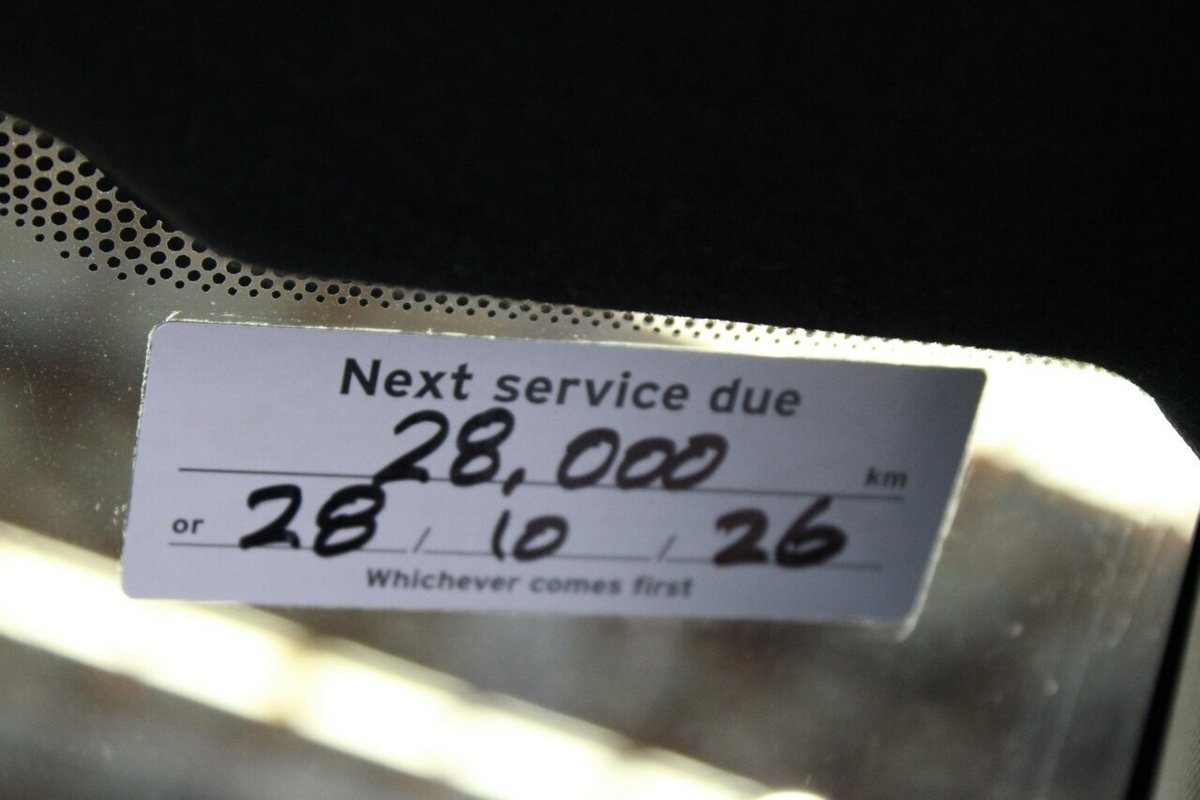 Next service due
28,000 km
or 28 / 10 / 26
Whichever comes first